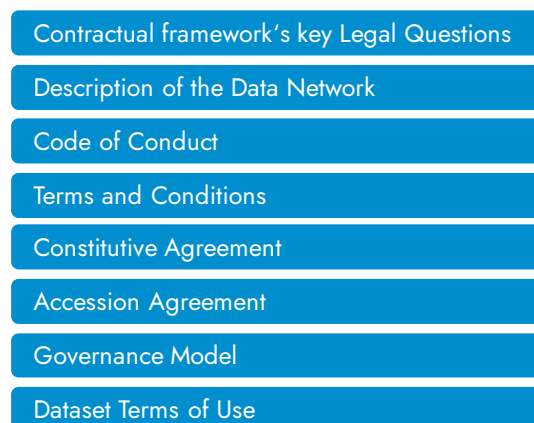 Contractual framework‘s key Legal Questions
Description of the Data Network
Code of Conduct
Terms and Conditions
Constitutive Agreement
Accession Agreement
Governance Model
Dataset Terms of Use